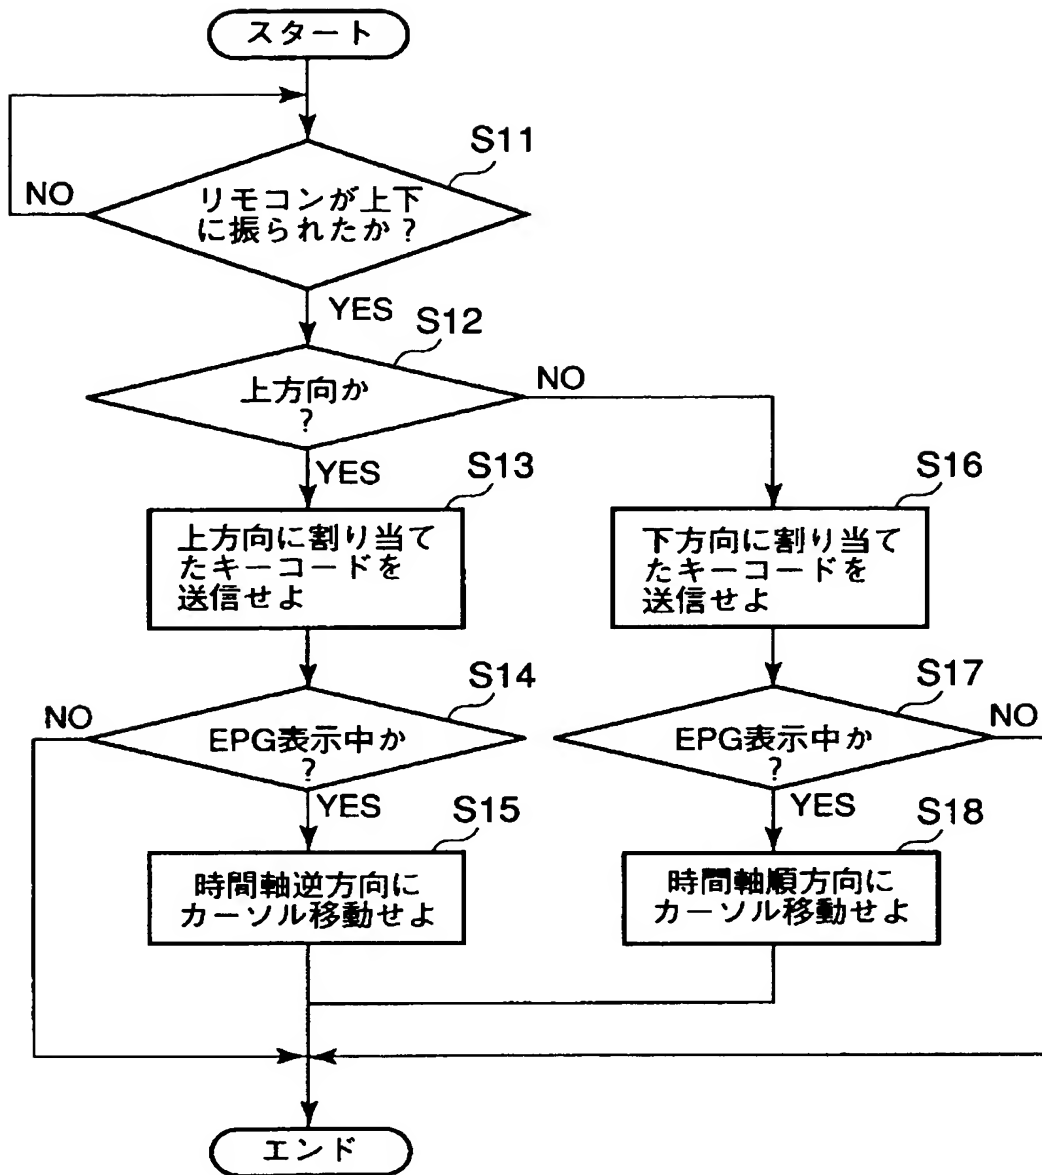 スタート
S11
NO
リモコンが上下
に振られたか?
YES
S12
上方向か
?
NO
YES
S13
上方向に割り当て
たキーコードを
送信せよ
S16
下方向に割り当て
たキーコードを
送信せよ
S14
NO
EPG表示中か
?
YES
S17
NO
EPG表示中か
?
YES
S15
時間軸逆方向に
カーソル移動せよ
S18
時間軸順方向に
カーソル移動せよ
エンド